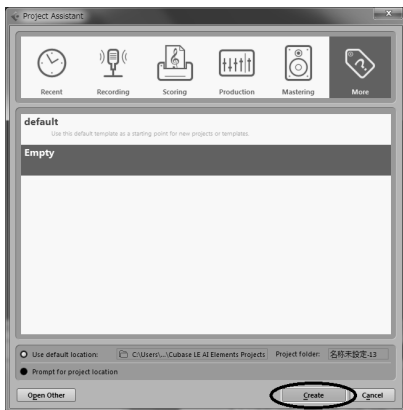 Project Assistant
Recent Recording Scoring Production Mastering More
default
Use this default template as a starting point for new projects or templates.
Empty
Use default location: C:\Users\...\Cubase LE AI Elements Projects Project folder: 名称未設定-13
Prompt for project location
Open Other Create Cancel